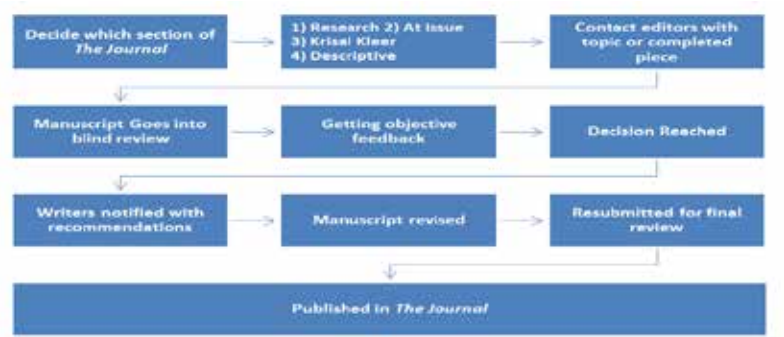 Decide which section of
The Journal
1) Research 2) At issue
3) Krisal Kleer
4) Descriptive
Contact editors with
topic or completed
piece
Manuscript Goes into
blind review
Getting objective
feedback
Decision Reached
Writers notified with
recommendations
Manuscript revised
Resubmitted for final
review
Published in The Journal